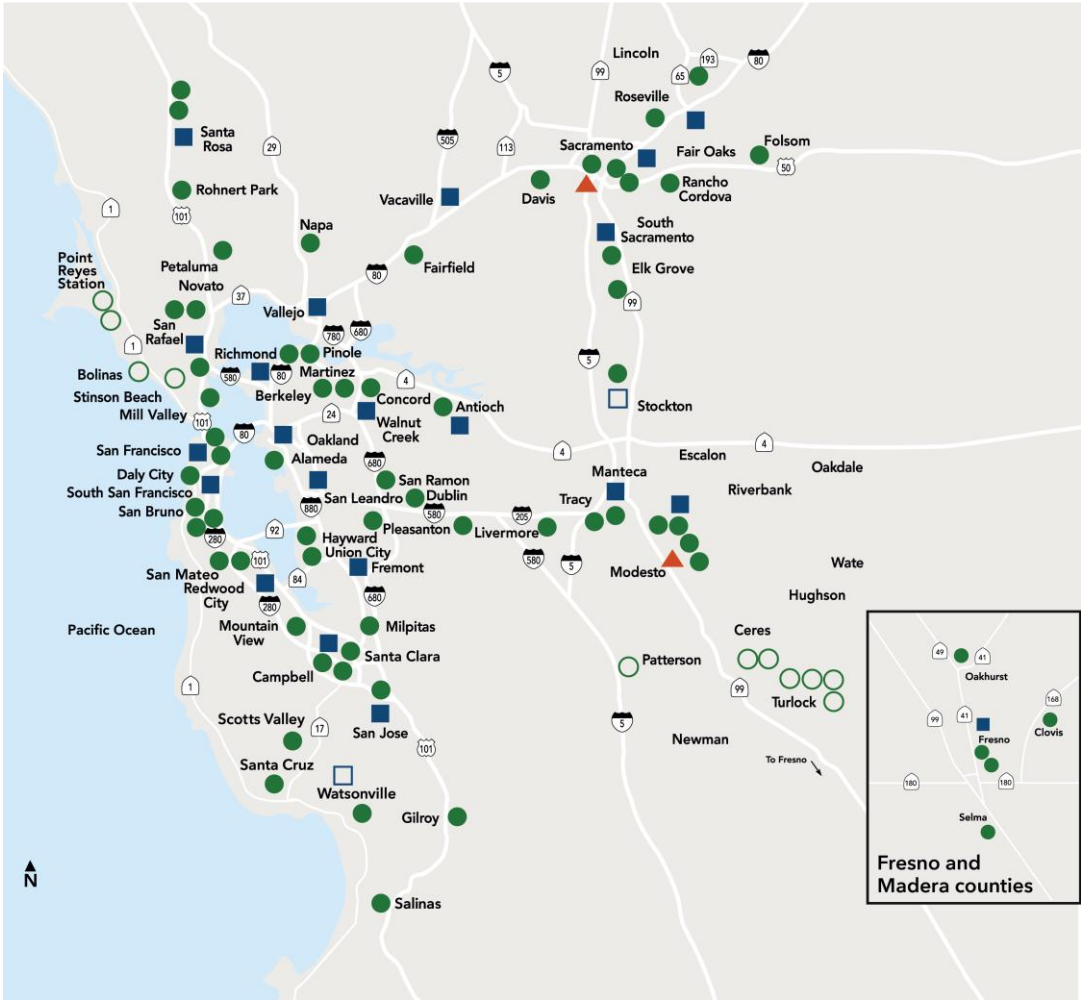 Lincoln
193
80
5
99
65
Roseville
Santa
Rosa
29
505
113
Sacramento
Fair Oaks
Folsom
50
Rohnert Park
Vacaville
Davis
Rancho
Cordova
1
101
Napa
South
Sacramento
Point
Reyes
Station
Petaluma
Fairfield
Elk Grove
Novato
37
80
99
Vallejo
San
Rafael
780
680
1
Richmond
Pinole
5
Bolinas
580
80
Martinez
4
Stinson Beach
Berkeley
Concord
Antioch
Stockton
Mill Valley
24
Walnut
Creek
101
80
Oakland
San Francisco
Alameda
4
4
Escalon
Daly City
680
San Ramon
Manteca
Oakdale
South San Francisco
San Leandro
Dublin
Tracy
Riverbank
San Bruno
880
580
205
92
Pleasanton
Livermore
280
Hayward
Union City
580
5
San Mateo
101
Fremont
Modesto
Wate
Redwood
City
84
Hughson
280
680
Pacific Ocean
Mountain
View
Milpitas
Ceres
Santa Clara
Patterson
Campbell
99
Turlock
1
Scotts Valley
17
San Jose
5
Newman
101
Santa Cruz
To Fresno
Watsonville
Gilroy
N
Salinas
49
41
Oakhurst
168
99
41
Clovis
Fresno
180
180
Selma
Fresno and
Madera counties